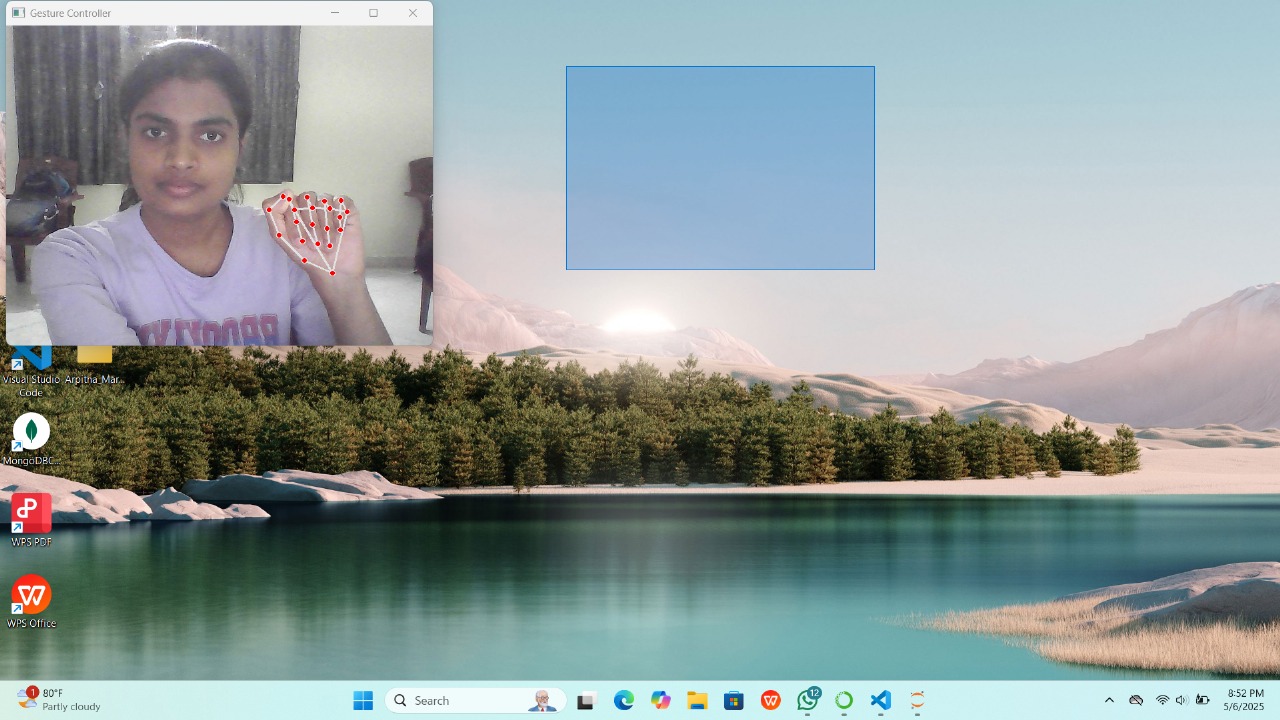 Gesture Controller
Visual Studio
Code
Arpitha_Mar...
MongoDBC...
WPS PDF
WPS Office
1
80°F
Partly cloudy
Search
12
8:52 PM
5/6/2025